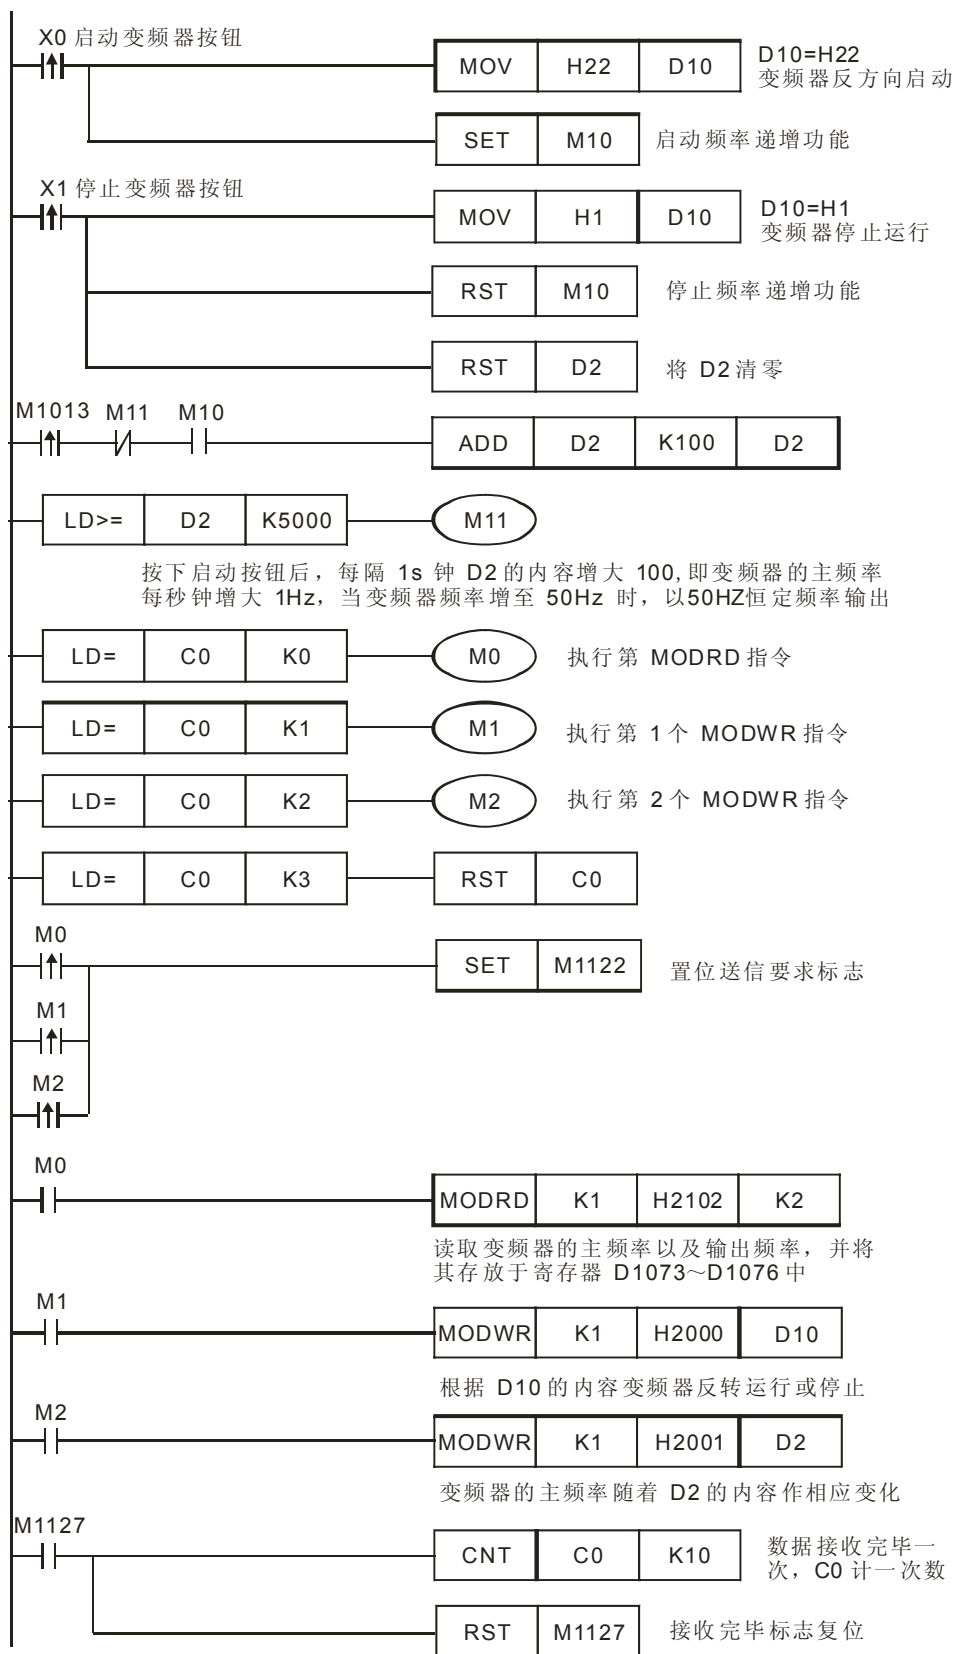 X0 启动变频器按钮
MOV H22 D10
D10=H22
变频器反方向启动
SET M10
启动频率递增功能
X1 停止变频器按钮
MOV H1 D10
D10=H1
变频器停止运行
RST M10
停止频率递增功能
RST D2
将 D2 清零
M1013 M11 M10
ADD D2 K100 D2
LD>= D2 K5000
M11
按下启动按钮后，每隔 1s 钟 D2 的内容增大 100,即变频器的主频率
每秒钟增大 1Hz，当变频器频率增至 50Hz 时，以50HZ恒定频率输出
LD= C0 K0
M0
执行第 MODRD 指令
LD= C0 K1
M1
执行第 1个 MODWR 指令
LD= C0 K2
M2
执行第 2个 MODWR 指令
LD= C0 K3
RST C0
M0
SET M1122
置位送信要求标志
M1
M2
M0
MODRD K1 H2102 K2
读取变频器的主频率以及输出频率，并将
其存放于寄存器 D1073～D1076 中
M1
MODWR K1 H2000 D10
根据 D10 的内容变频器反转运行或停止
M2
MODWR K1 H2001 D2
变频器的主频率随着 D2 的内容作相应变化
M1127
CNT C0 K10
数据接收完毕一
次，C0 计一次数
RST M1127
接收完毕标志复位